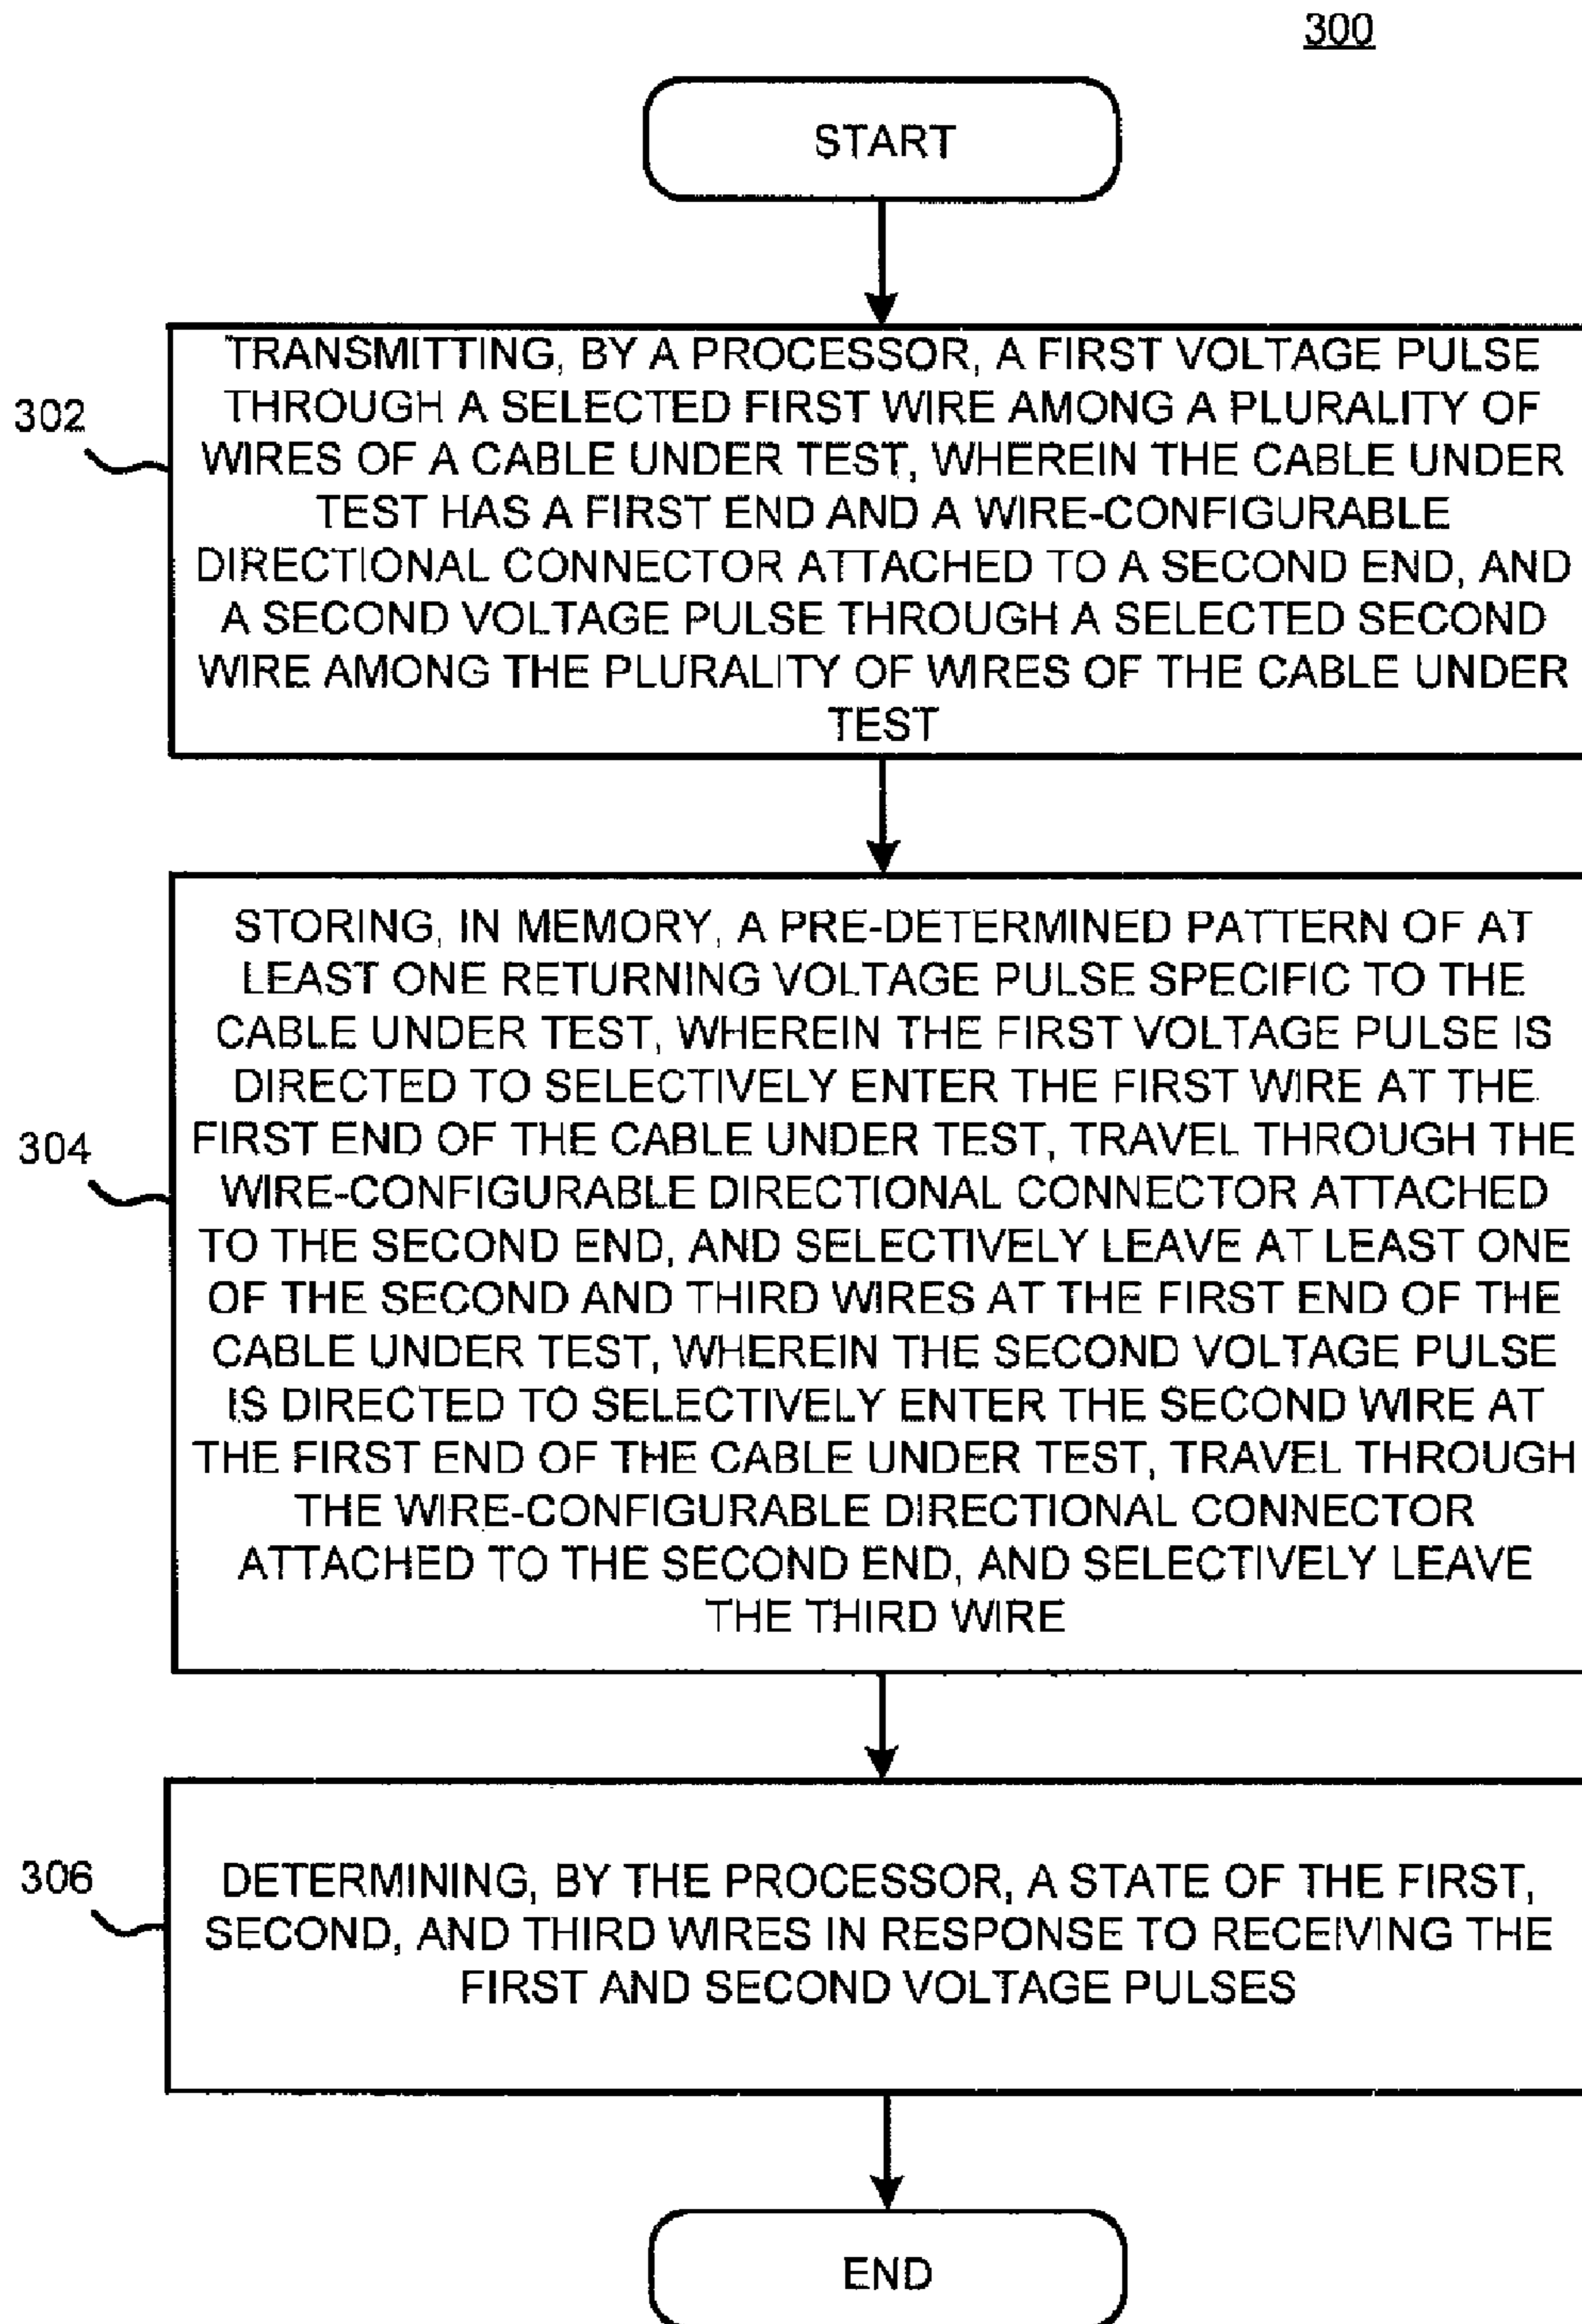 300
START
302
TRANSMITTING, BY A PROCESSOR, A FIRST VOLTAGE PULSE
THROUGH A SELECTED FIRST WIRE AMONG A PLURALITY OF
WIRES OF A CABLE UNDER TEST, WHEREIN THE CABLE UNDER
TEST HAS A FIRST END AND A WIRE-CONFIGURABLE
DIRECTIONAL CONNECTOR ATTACHED TO A SECOND END, AND
A SECOND VOLTAGE PULSE THROUGH A SELECTED SECOND
WIRE AMONG THE PLURALITY OF WIRES OF THE CABLE UNDER
TEST
304
STORING, IN MEMORY, A PRE-DETERMINED PATTERN OF AT
LEAST ONE RETURNING VOLTAGE PULSE SPECIFIC TO THE
CABLE UNDER TEST, WHEREIN THE FIRST VOLTAGE PULSE IS
DIRECTED TO SELECTIVELY ENTER THE FIRST WIRE AT THE
FIRST END OF THE CABLE UNDER TEST, TRAVEL THROUGH THE
WIRE-CONFIGURABLE DIRECTIONAL CONNECTOR ATTACHED
TO THE SECOND END, AND SELECTIVELY LEAVE AT LEAST ONE
OF THE SECOND AND THIRD WIRES AT THE FIRST END OF THE
CABLE UNDER TEST, WHEREIN THE SECOND VOLTAGE PULSE
IS DIRECTED TO SELECTIVELY ENTER THE SECOND WIRE AT
THE FIRST END OF THE CABLE UNDER TEST, TRAVEL THROUGH
THE WIRE-CONFIGURABLE DIRECTIONAL CONNECTOR
ATTACHED TO THE SECOND END, AND SELECTIVELY LEAVE
THE THIRD WIRE
306
DETERMINING, BY THE PROCESSOR, A STATE OF THE FIRST,
SECOND, AND THIRD WIRES IN RESPONSE TO RECEIVING THE
FIRST AND SECOND VOLTAGE PULSES
END